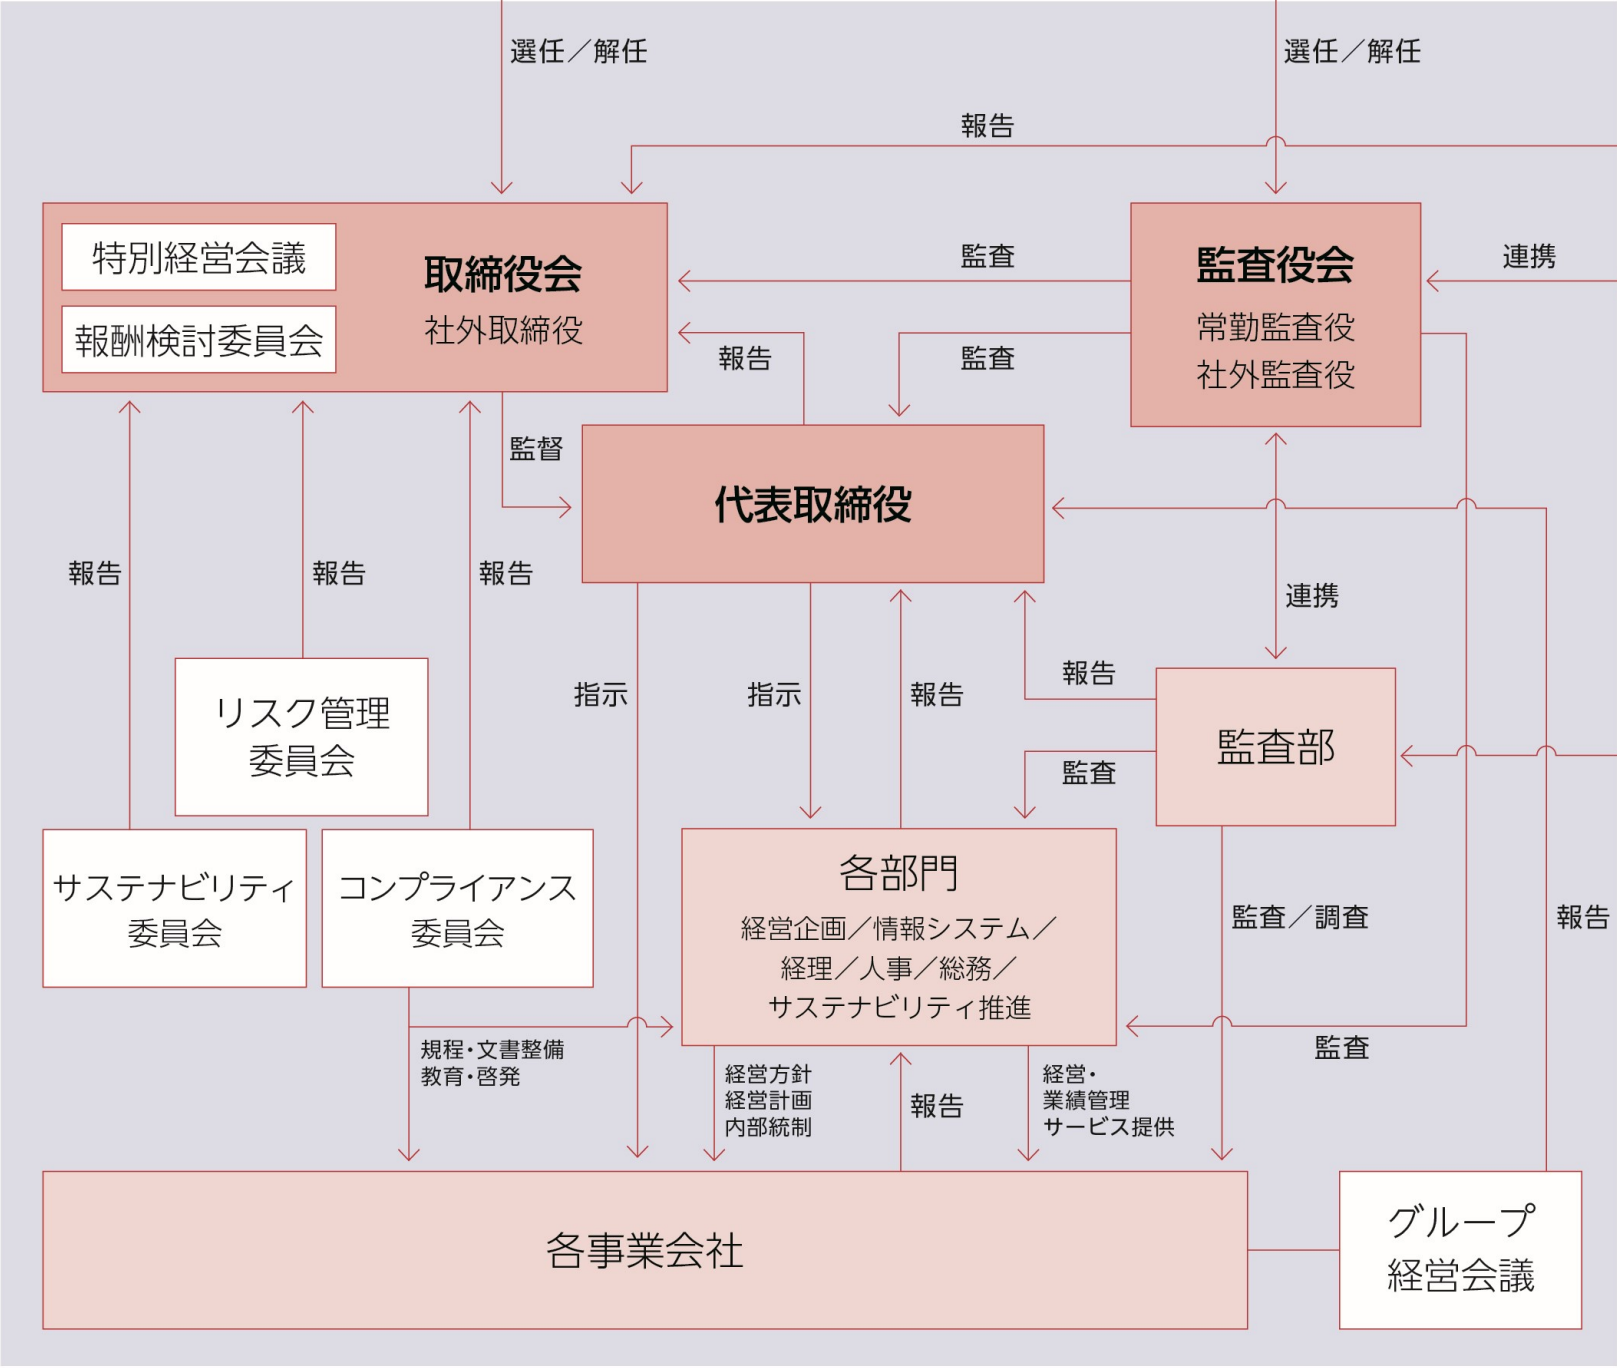 選任／解任
選任／解任
報告
特別経営会議
報酬検討委員会
取締役会
社外取締役
監査
監査役会
常勤監査役
社外監査役
連携
報告
監査
監督
代表取締役
報告
報告
報告
連携
リスク管理
委員会
指示
指示
報告
報告
監査
監査部
サステナビリティ
委員会
コンプライアンス
委員会
各部門
経営企画／情報システム／
経理／人事／総務／
サステナビリティ推進
監査／調査
報告
監査
規程・文書整備
教育・啓発
経営方針
経営計画
内部統制
報告
経営・
業績管理
サービス提供
各事業会社
グループ
経営会議